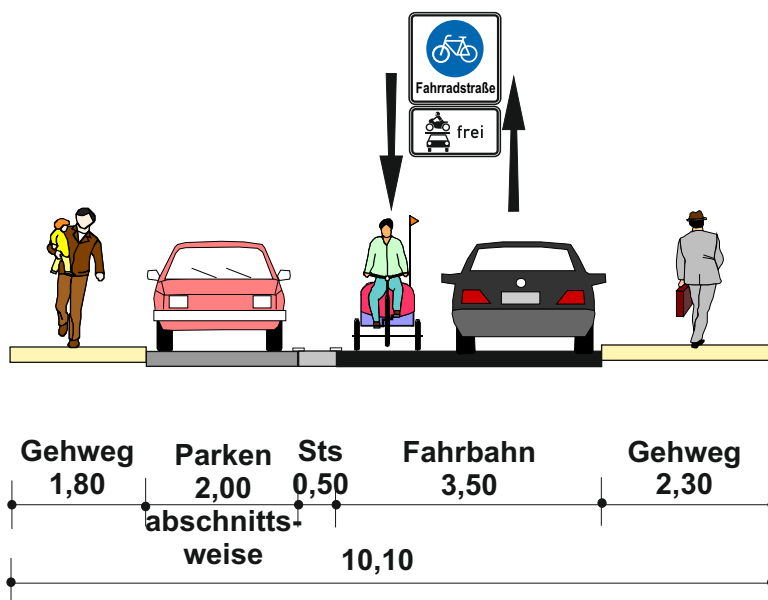 Fahrradstraße
frei
Gehweg
1,80
Parken
2,00
abschnitts-
weise
Sts
0,50
Fahrbahn
3,50
Gehweg
2,30
10,10